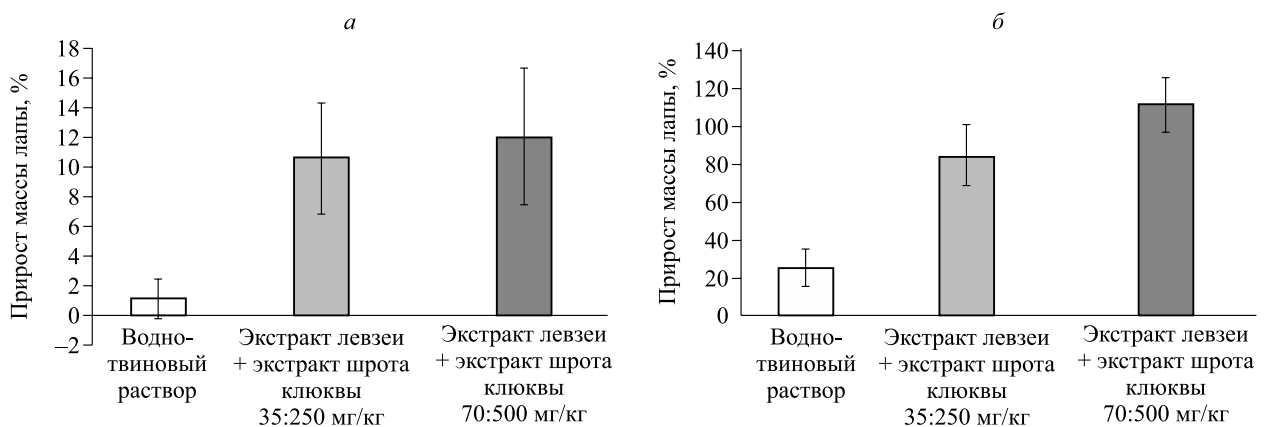 а
Прирост массы лапы, %
18
16
14
12
10
8
6
4
2
0
–2
Водно-
твиновый
раствор
Экстракт левзеи
+ экстракт шрота
клюквы
35:250 мг/кг
Экстракт левзеи
+ экстракт шрота
клюквы
70:500 мг/кг
б
Прирост массы лапы, %
140
120
100
80
60
40
20
0
Водно-
твиновый
раствор
Экстракт левзеи
+ экстракт шрота
клюквы
35:250 мг/кг
Экстракт левзеи
+ экстракт шрота
клюквы
70:500 мг/кг